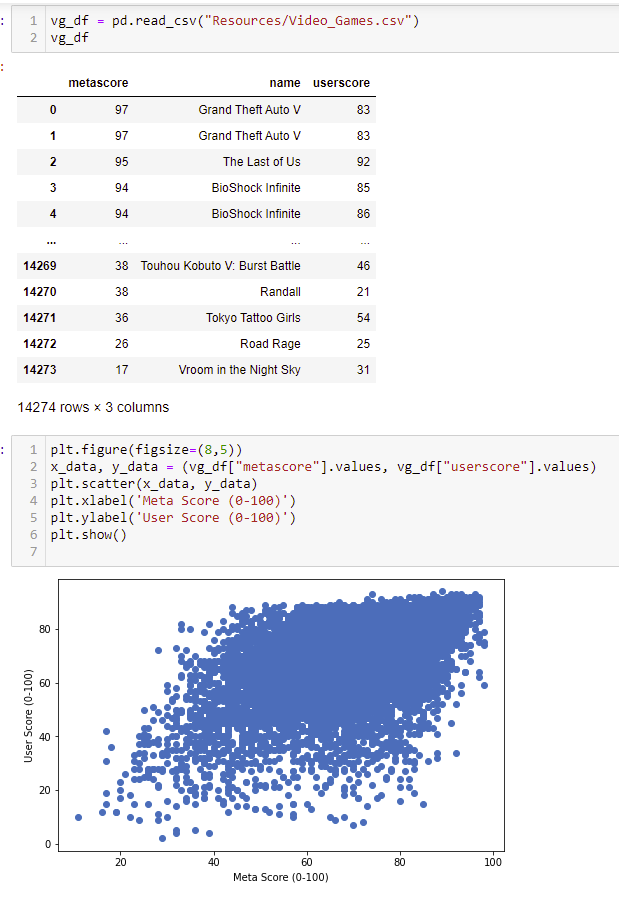 :
1 vg_df = pd.read_csv("Resources/Video_Games.csv")
2 vg_df
:
metascore name userscore
0 97 Grand Theft Auto V 83
1 97 Grand Theft Auto V 83
2 95 The Last of Us 92
3 94 BioShock Infinite 85
4 94 BioShock Infinite 86
... ... ... ...
14269 38 Touhou Kobuto V: Burst Battle 46
14270 38 Randall 21
14271 36 Tokyo Tattoo Girls 54
14272 26 Road Rage 25
14273 17 Vroom in the Night Sky 31
14274 rows × 3 columns
:
1 plt.figure(figsize=(8,5))
2 x_data, y_data = (vg_df["metascore"].values, vg_df["userscore"].values)
3 plt.scatter(x_data, y_data)
4 plt.xlabel('Meta Score (0-100)')
5 plt.ylabel('User Score (0-100)')
6 plt.show()
7
User Score (0-100)
80
60
40
20
0
20 40 60 80 100
Meta Score (0-100)